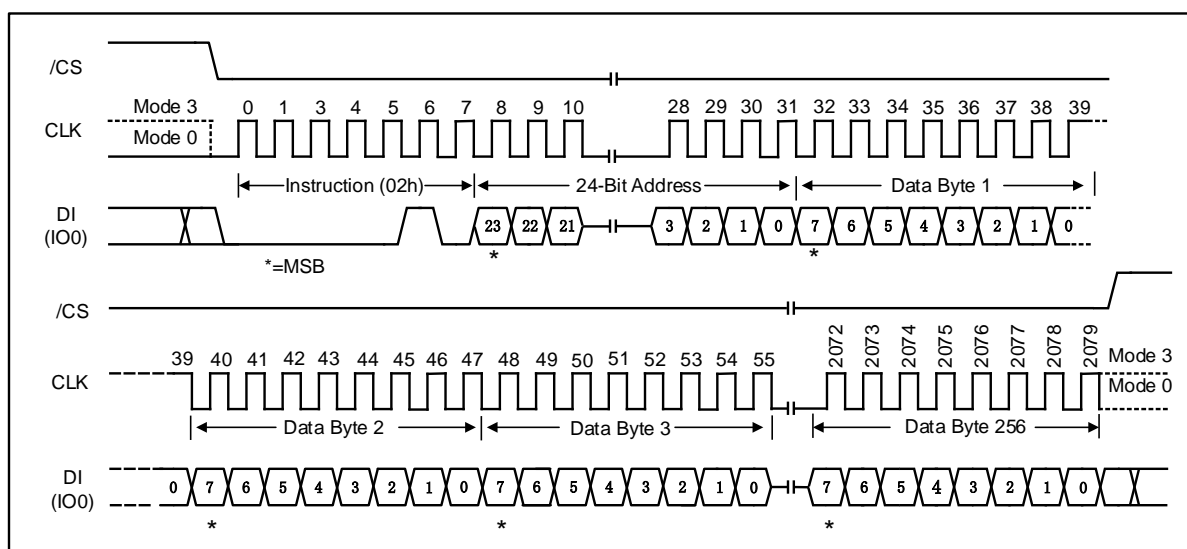 /CS
0 1 3 4 5 6 7 8 9 10 28 29 30 31 32 33 34 35 36 37 38 39
Mode 3
CLK
Mode 0
Instruction (02h) 24-Bit Address Data Byte 1
DI
(IO0)
23 22 21 3 2 1 0 7 6 5 4 3 2 1 0
* *
*=MSB
/CS
39 40 41 42 43 44 45 46 47 48 49 50 51 52 53 54 55 2072 2073 2074 2075 2076 2077 2078 2079
Mode 3
CLK
Mode 0
Data Byte 2 Data Byte 3 Data Byte 256
DI
(IO0)
0 7 6 5 4 3 2 1 0 7 6 5 4 3 2 1 0 7 6 5 4 3 2 1 0
* * *